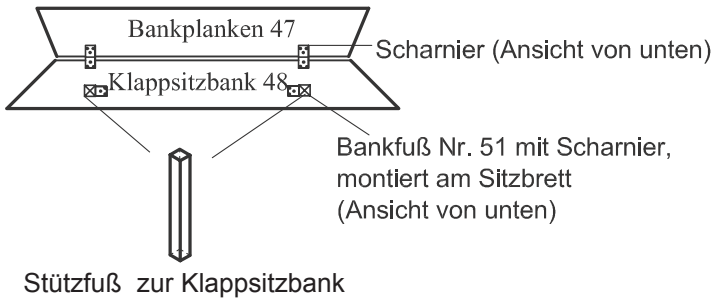 Bankplanken 47
Scharnier (Ansicht von unten)
Klappsitzbank 48
Bankfuß Nr. 51 mit Scharnier,
montiert am Sitzbrett
(Ansicht von unten)
Stützfuß zur Klappsitzbank